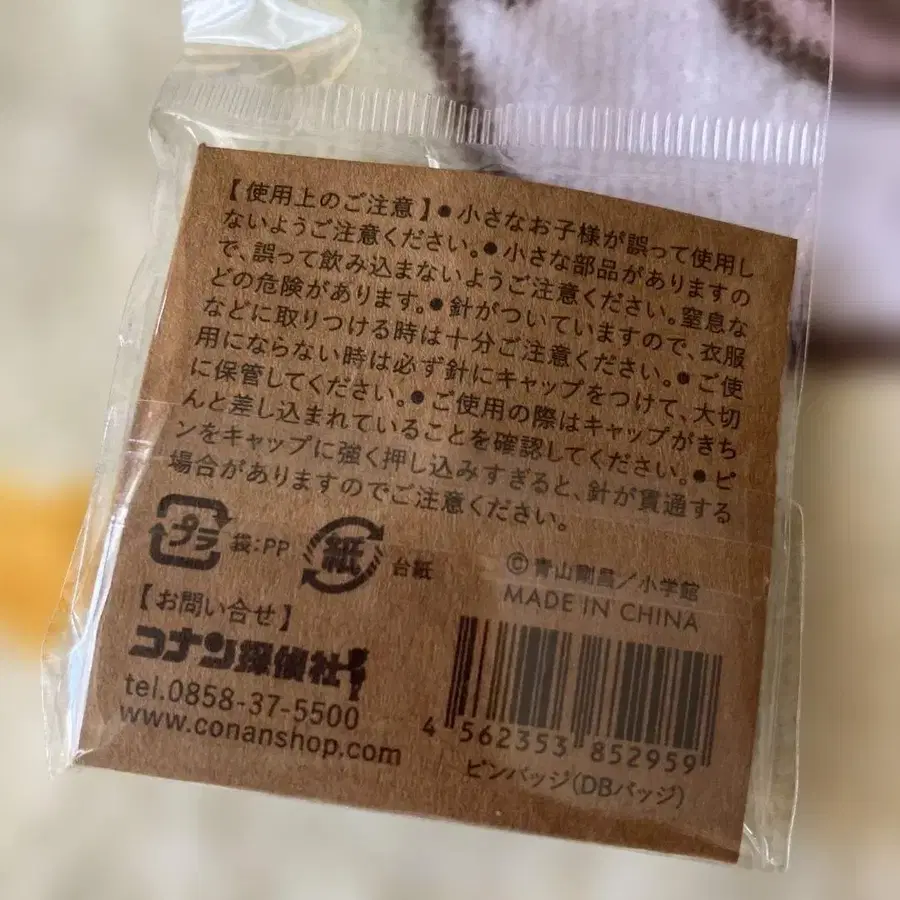 【使用上のご注意】●小さなお子様が誤って使用し
ないようご注意ください。●小さな部品がありますの
で、誤って飲み込まないようご注意ください。窒息な
どの危険があります。●針がついていますので、衣服
などに取りつける時は十分ご注意ください。●ご使
用にならない時は必ず針にキャップをつけて、大切
に保管してください。●ご使用の際はキャップがきち
んと差し込まれていることを確認してください。●ピ
ンをキャップに強く押し込みすぎると、針が貫通する
場合がありますのでご注意ください。
プラ 袋:PP 紙 台紙
©青山剛昌/小学館
MADE IN CHINA
【お問い合せ】
コナン探偵社
tel.0858-37-5500
www.conanshop.com
4 562353 852959
ピンバッジ(DBバッジ)